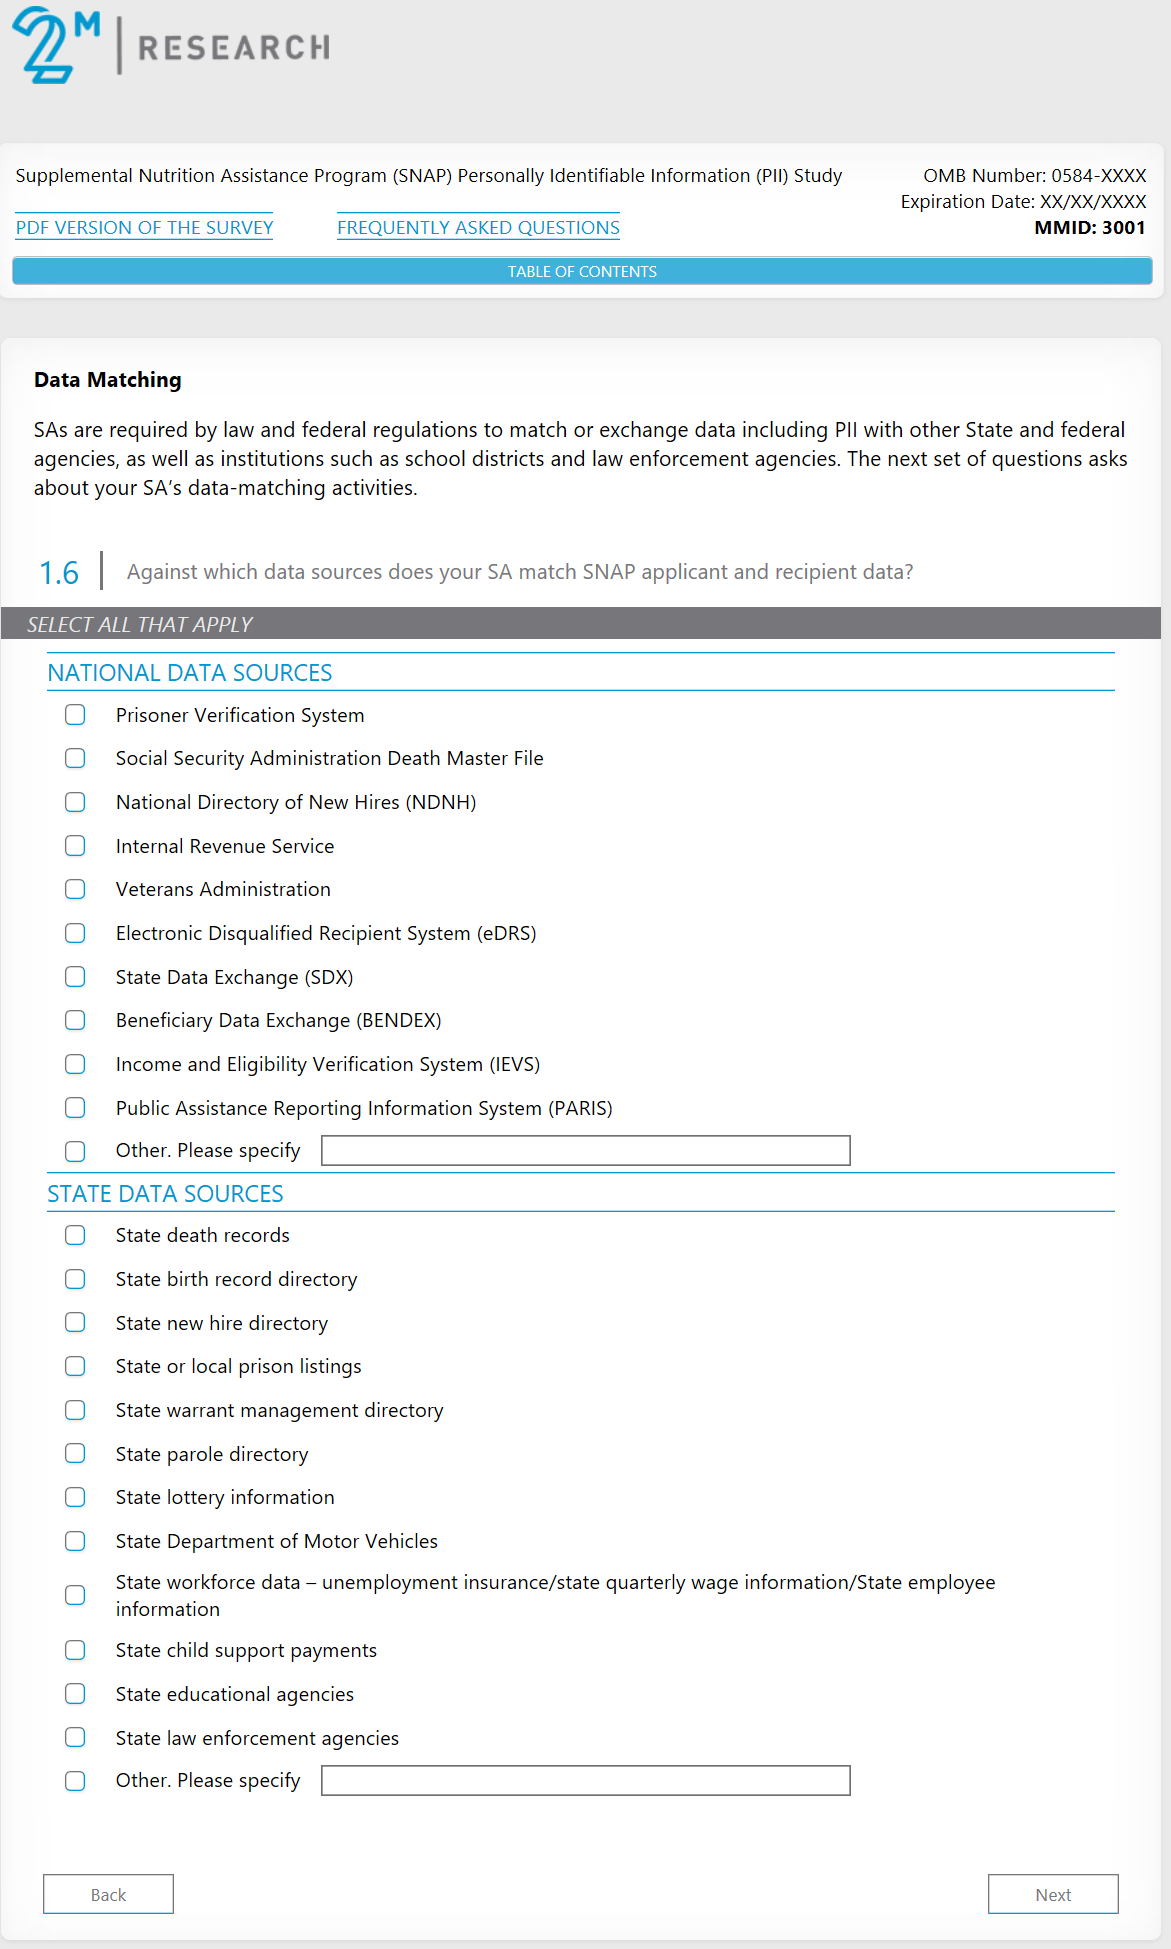 2M RESEARCH
Supplemental Nutrition Assistance Program (SNAP) Personally Identifiable Information (PII) Study
OMB Number: 0584-XXXX
Expiration Date: XX/XX/XXXX
PDF VERSION OF THE SURVEY
FREQUENTLY ASKED QUESTIONS
MMID: 3001
TABLE OF CONTENTS
Data Matching
SAs are required by law and federal regulations to match or exchange data including PII with other State and federal
agencies, as well as institutions such as school districts and law enforcement agencies. The next set of questions asks
about your SA’s data-matching activities.
1.6 Against which data sources does your SA match SNAP applicant and recipient data?
SELECT ALL THAT APPLY
NATIONAL DATA SOURCES
Prisoner Verification System
Social Security Administration Death Master File
National Directory of New Hires (NDNH)
Internal Revenue Service
Veterans Administration
Electronic Disqualified Recipient System (eDRS)
State Data Exchange (SDX)
Beneficiary Data Exchange (BENDEX)
Income and Eligibility Verification System (IEVS)
Public Assistance Reporting Information System (PARIS)
Other. Please specify
STATE DATA SOURCES
State death records
State birth record directory
State new hire directory
State or local prison listings
State warrant management directory
State parole directory
State lottery information
State Department of Motor Vehicles
State workforce data – unemployment insurance/state quarterly wage information/State employee
information
State child support payments
State educational agencies
State law enforcement agencies
Other. Please specify
Back
Next